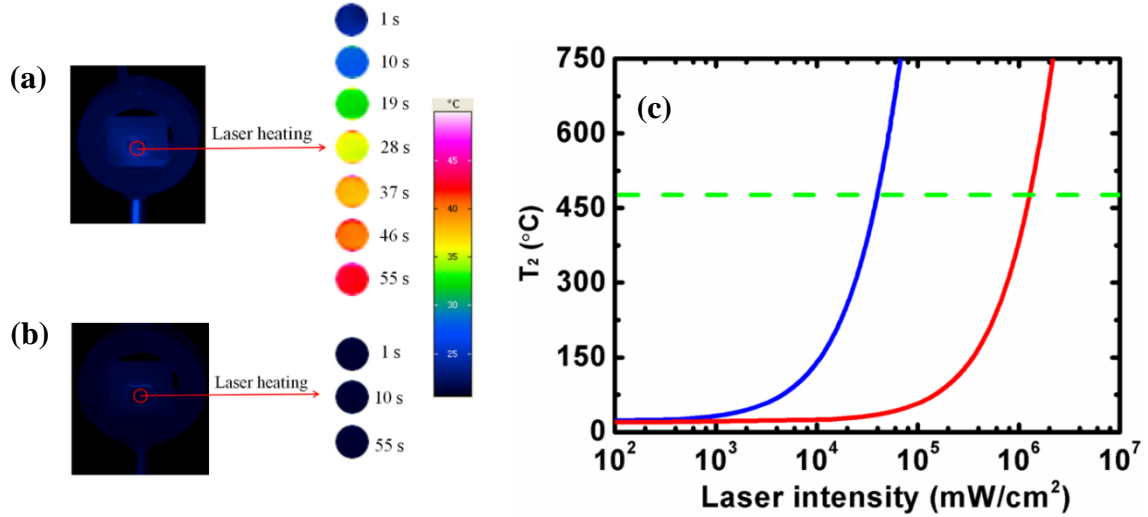 (a)
Laser heating
1 s
10 s
19 s
28 s
37 s
46 s
55 s
°C
45
40
35
30
25
(b)
Laser heating
1 s
10 s
55 s
(c)
T₂ (°C)
750
600
450
300
150
0
10² 10³ 10⁴ 10⁵ 10⁶ 10⁷
Laser intensity (mW/cm²)